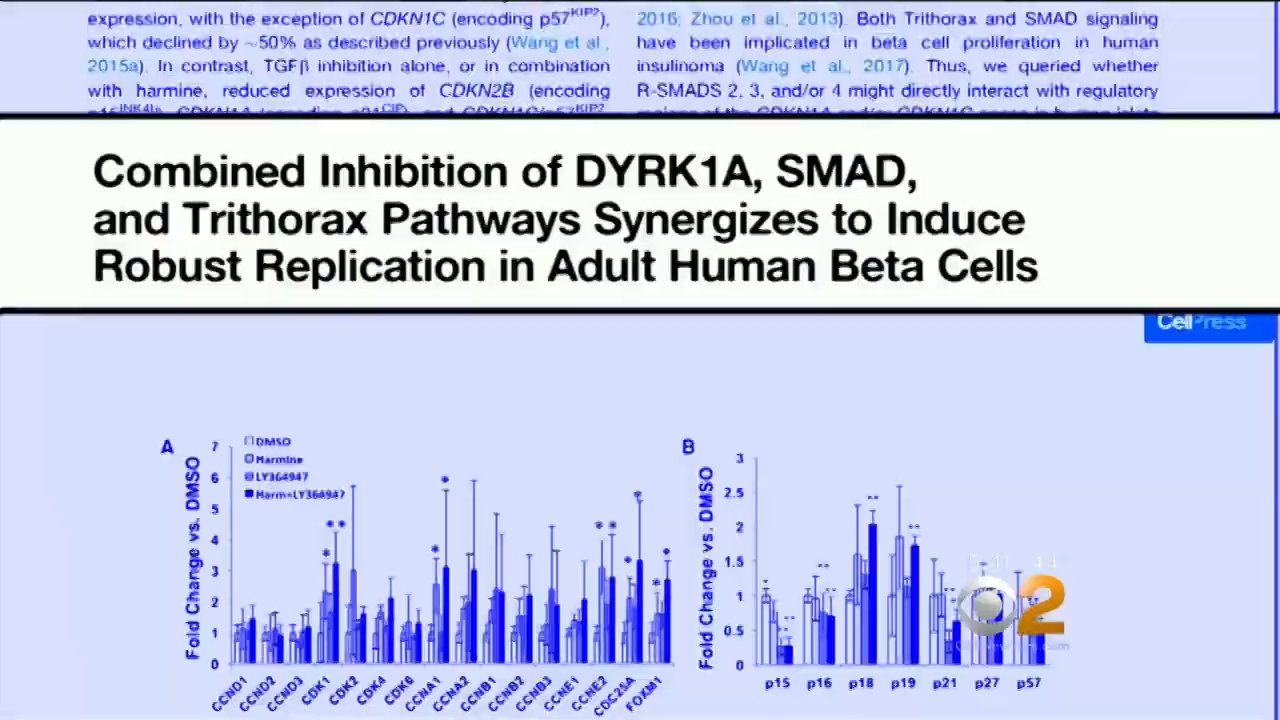 expression, with the exception of CDKN1C (encoding p57KIP2),
which declined by ~50% as described previously (Wang et al.,
2015a). In contrast, TGFβ inhibition alone, or in combination
with harmine, reduced expression of CDKN2B (encoding
2016; Zhou et al., 2013). Both Trithorax and SMAD signaling
have been implicated in beta cell proliferation in human
insulinoma (Wang et al., 2017). Thus, we queried whether
R-SMADS 2, 3, and/or 4 might directly interact with regulatory
Combined Inhibition of DYRK1A, SMAD,
and Trithorax Pathways Synergizes to Induce
Robust Replication in Adult Human Beta Cells
CellPress
A
Fold Change vs. DMSO
7
6
5
4
3
2
1
0
DMSO
Harmine
LY364947
Harm+LY364947
CCND1
CCND2
CCND3
CDK1
CDK2
CDK4
CDK6
CCNA1
CCNA2
CCNB1
CCNB2
CCNB3
CCNE1
CCNE2
CDC25A
FOXM1
B
Fold Change vs. DMSO
3
2.5
2
1.5
1
0.5
0
p15
p16
p18
p19
p21
p27
p57
2